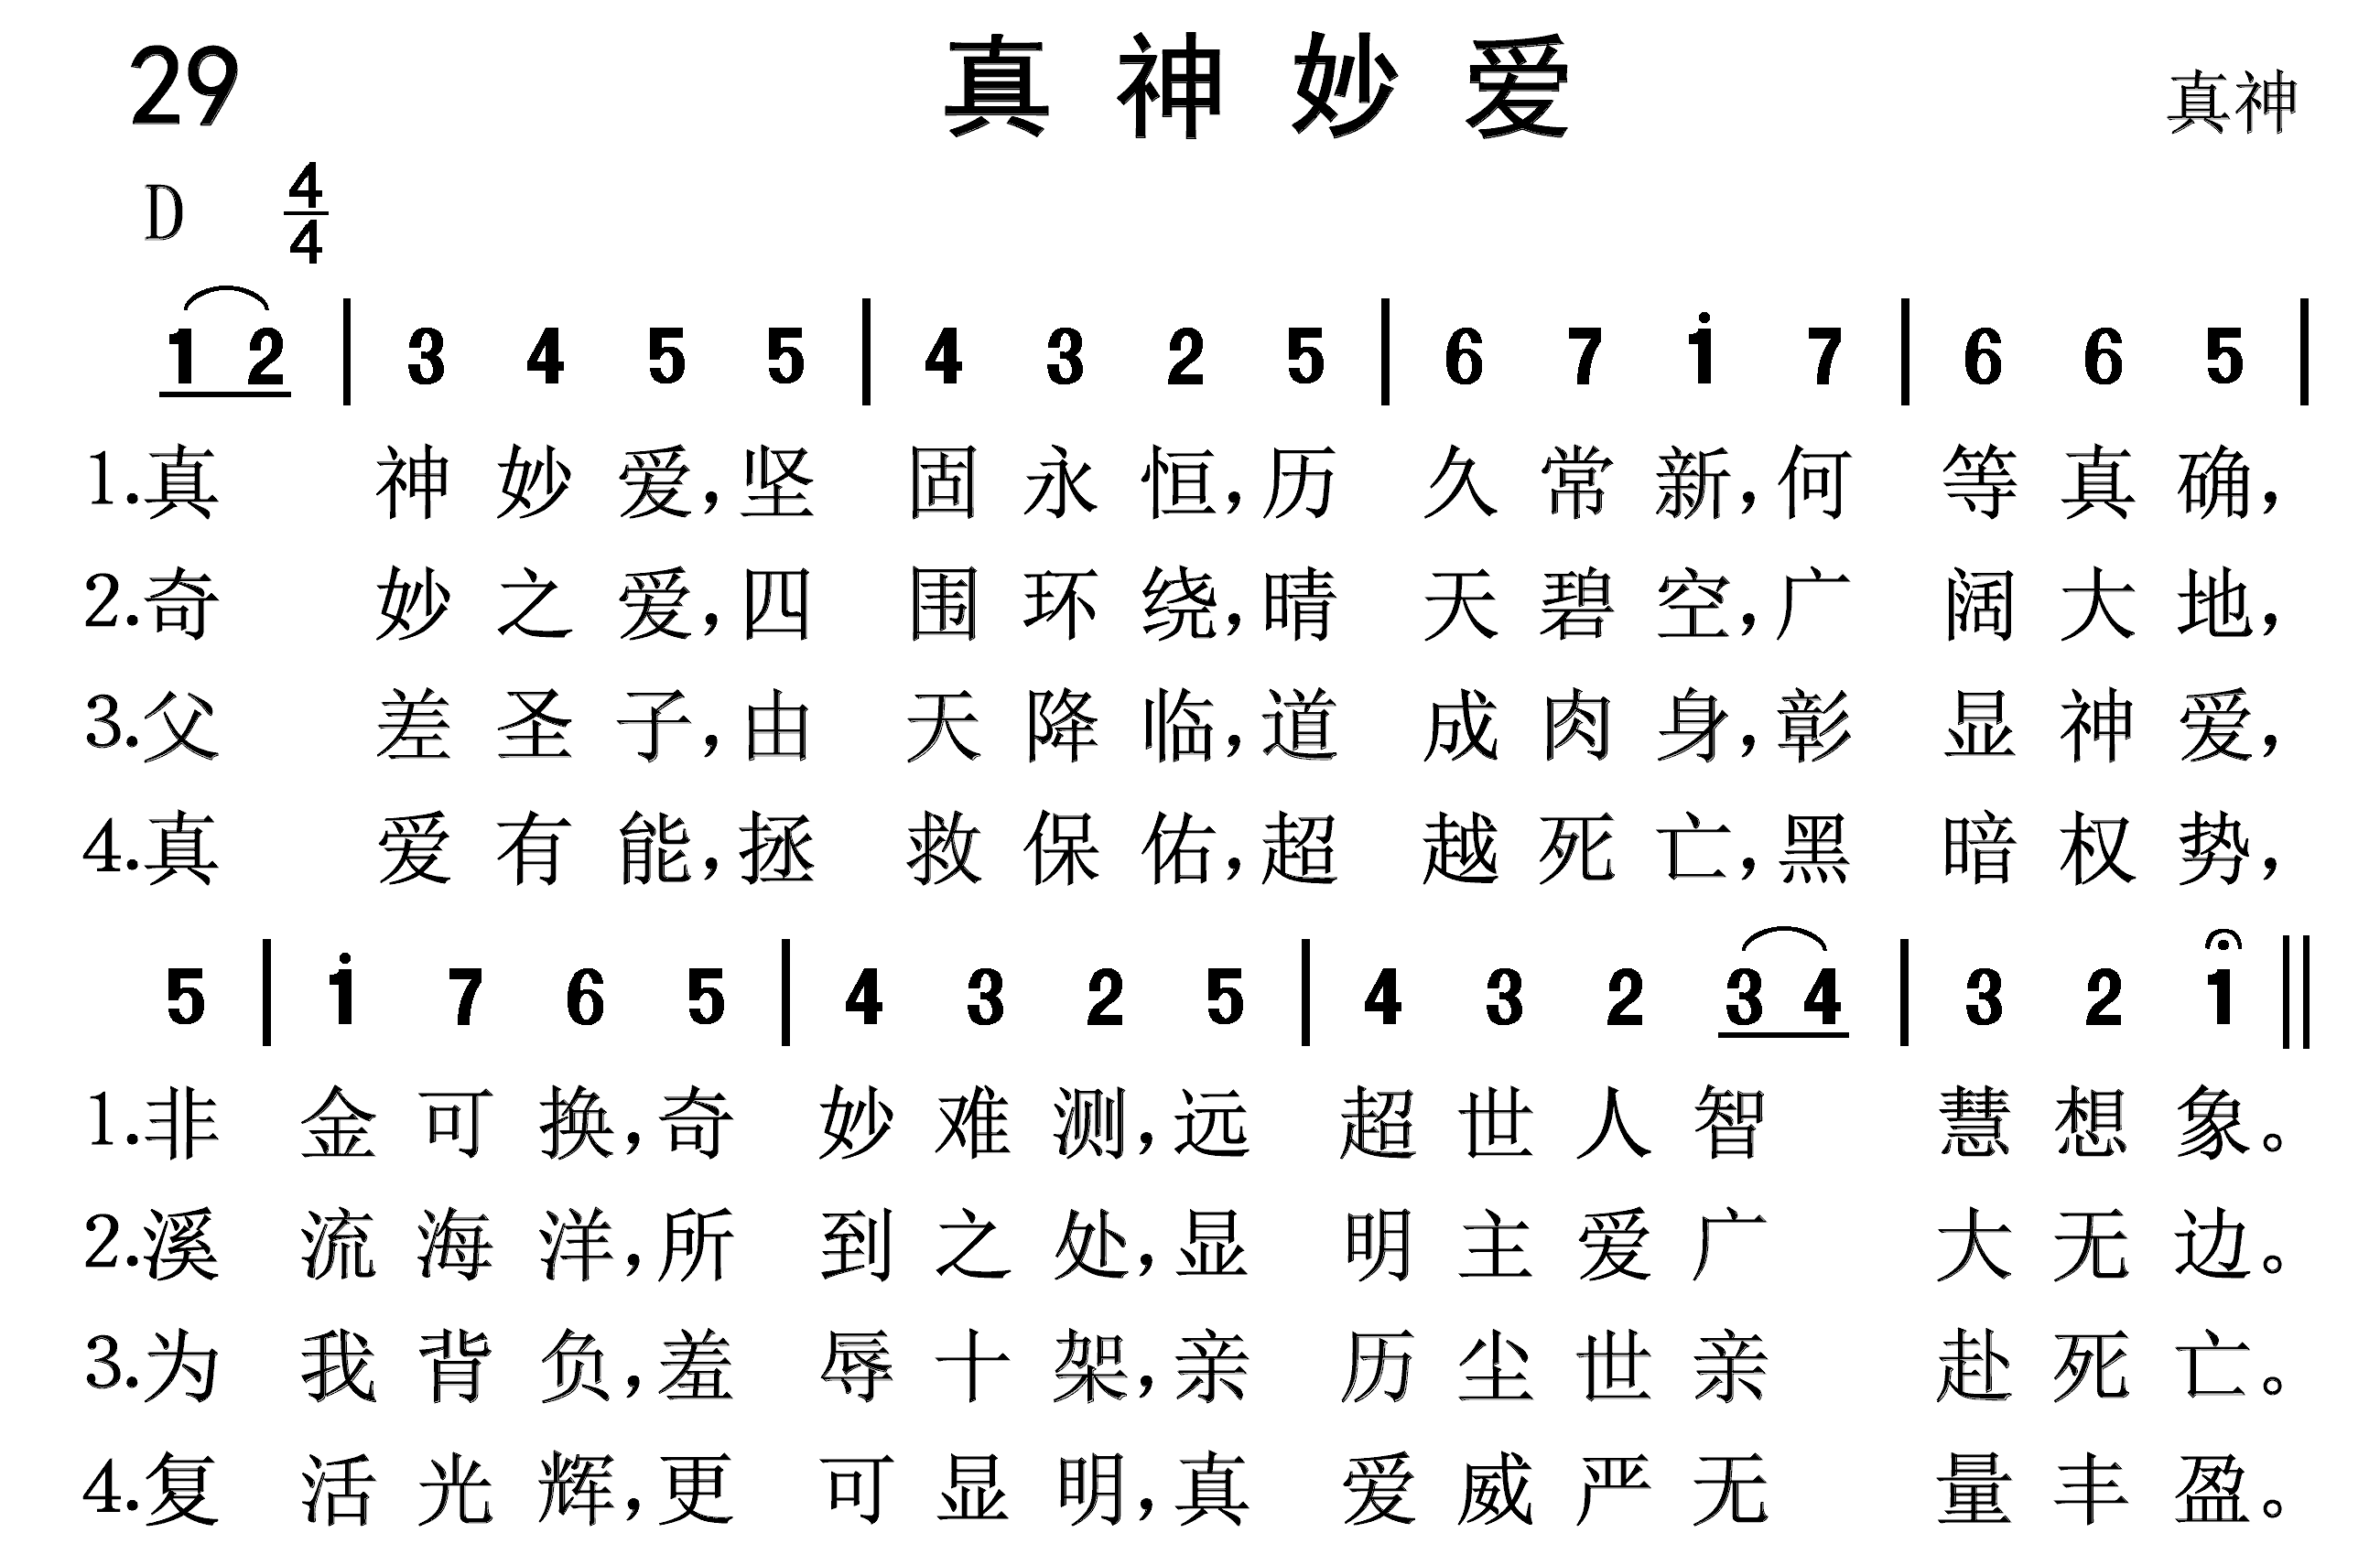 29 真神妙爱 真神
D 4/4
1 2 | 3 4 5 5 | 4 3 2 5 | 6 7 i 7 | 6 6 5 |
1.真 神妙爱,坚 固永恒,历 久常新,何 等真确,
2.奇 妙之爱,四 围环绕,晴 天碧空,广 阔大地,
3.父 差圣子,由 天降临,道 成肉身,彰 显神爱,
4.真 爱有能,拯 救保佑,超 越死亡,黑 暗权势,
5 | i 7 6 5 | 4 3 2 5 | 4 3 2 3 4 | 3 2 1 ||
1.非 金可换,奇 妙难测,远 超世人智 慧想象。
2.溪 流海洋,所 到之处,显 明主爱广 大无边。
3.为 我背负,羞 辱十架,亲 历尘世亲 赴死亡。
4.复 活光辉,更 可显明,真 爱威严无 量丰盈。